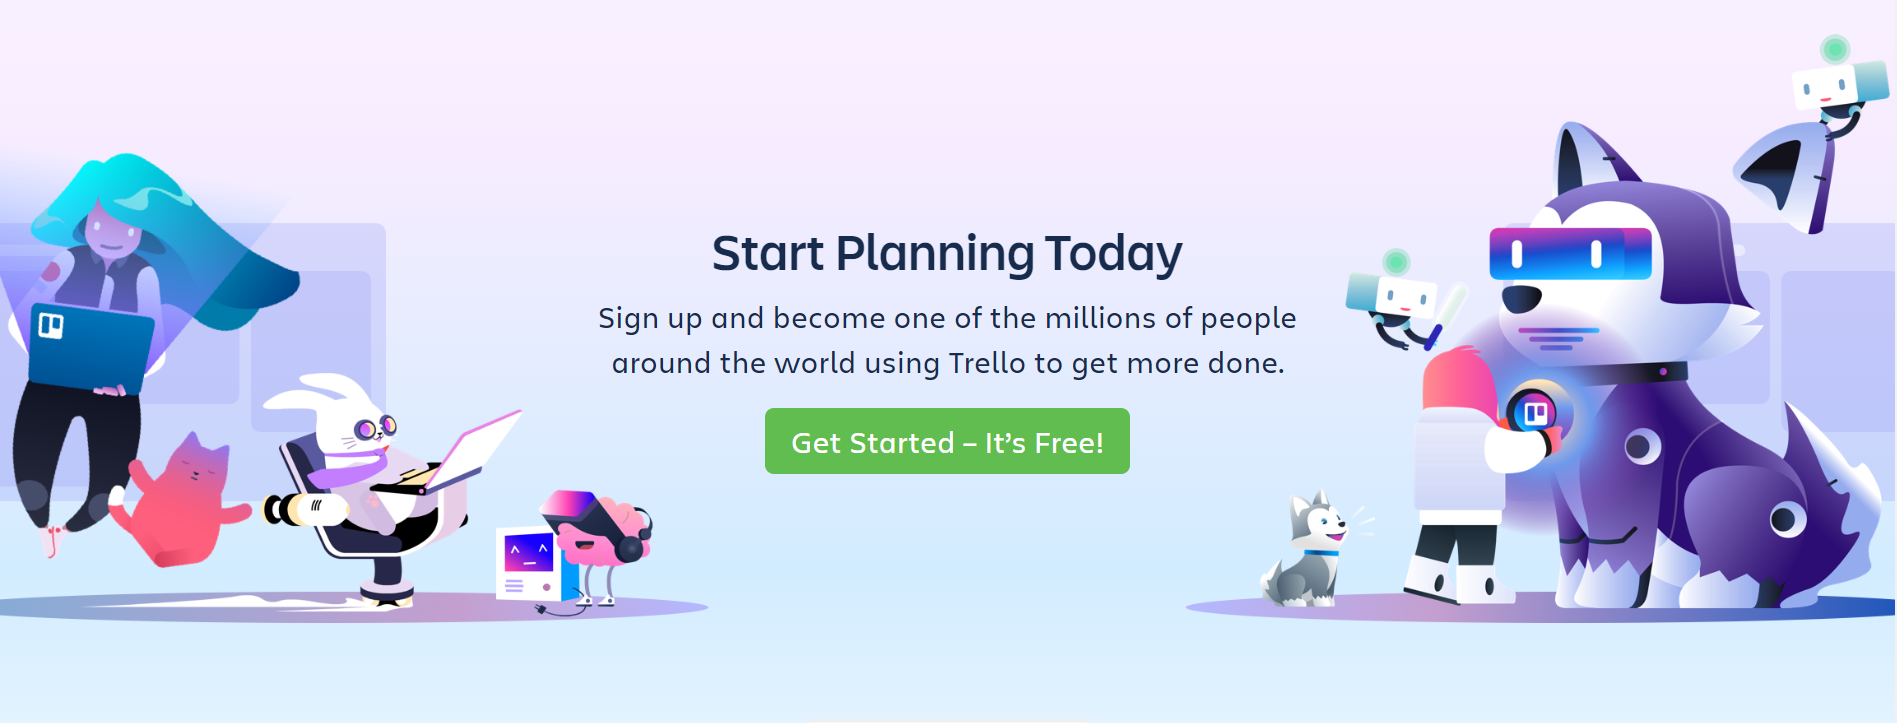 Start Planning Today
Sign up and become one of the millions of people
around the world using Trello to get more done.
Get Started – It’s Free!